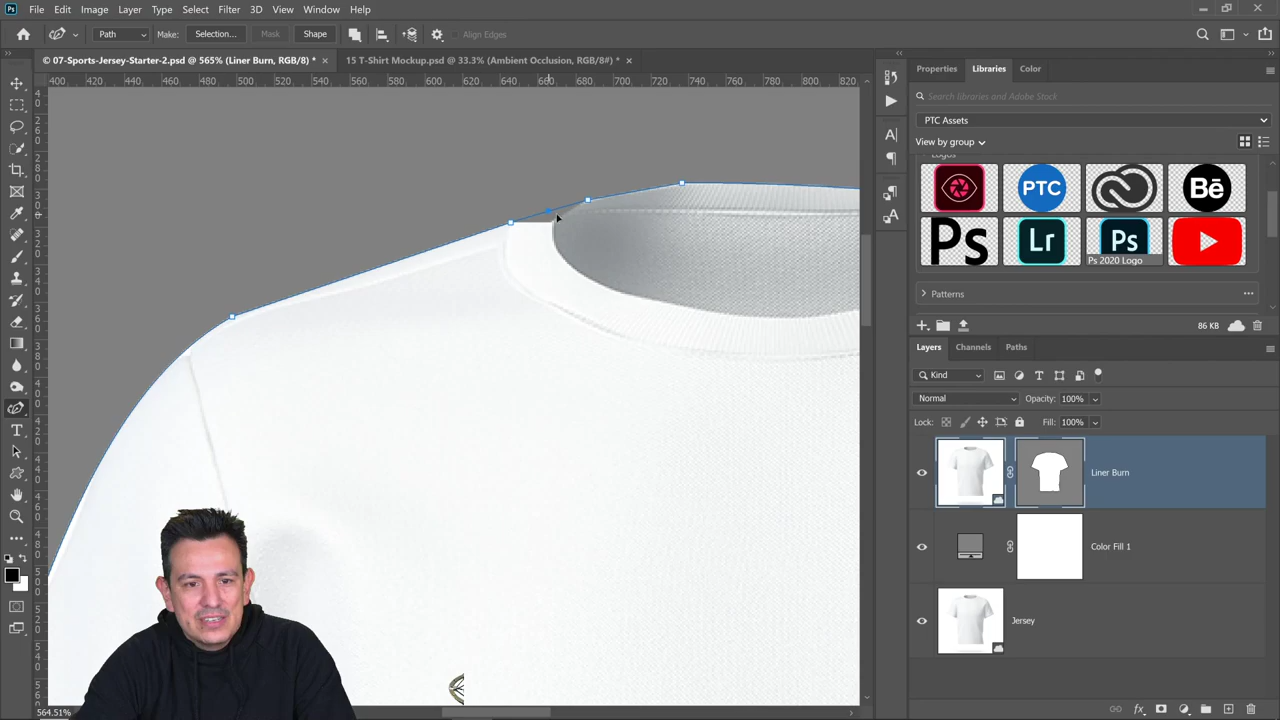 Ps File Edit Image Layer Type Select Filter 3D View Window Help
Path Make: Selection... Mask Shape Align Edges
© 07-Sports-Jersey-Starter-2.psd @ 565% (Liner Burn, RGB/8) * × 15 T-Shirt Mockup.psd @ 33.3% (Ambient Occlusion, RGB/8#) * ×
400 420 440 460 480 500 520 540 560 580 600 620 640 660 680 700 720 740 760 780 800 820
Properties Libraries Color
Search libraries and Adobe Stock
PTC Assets
View by group
Logos
PTC Bē
Ps Lr Ps
Ps 2020 Logo
Patterns
86 KB
Layers Channels Paths
Kind
Normal Opacity: 100%
Lock: Fill: 100%
Liner Burn
Color Fill 1
Jersey
564.51%